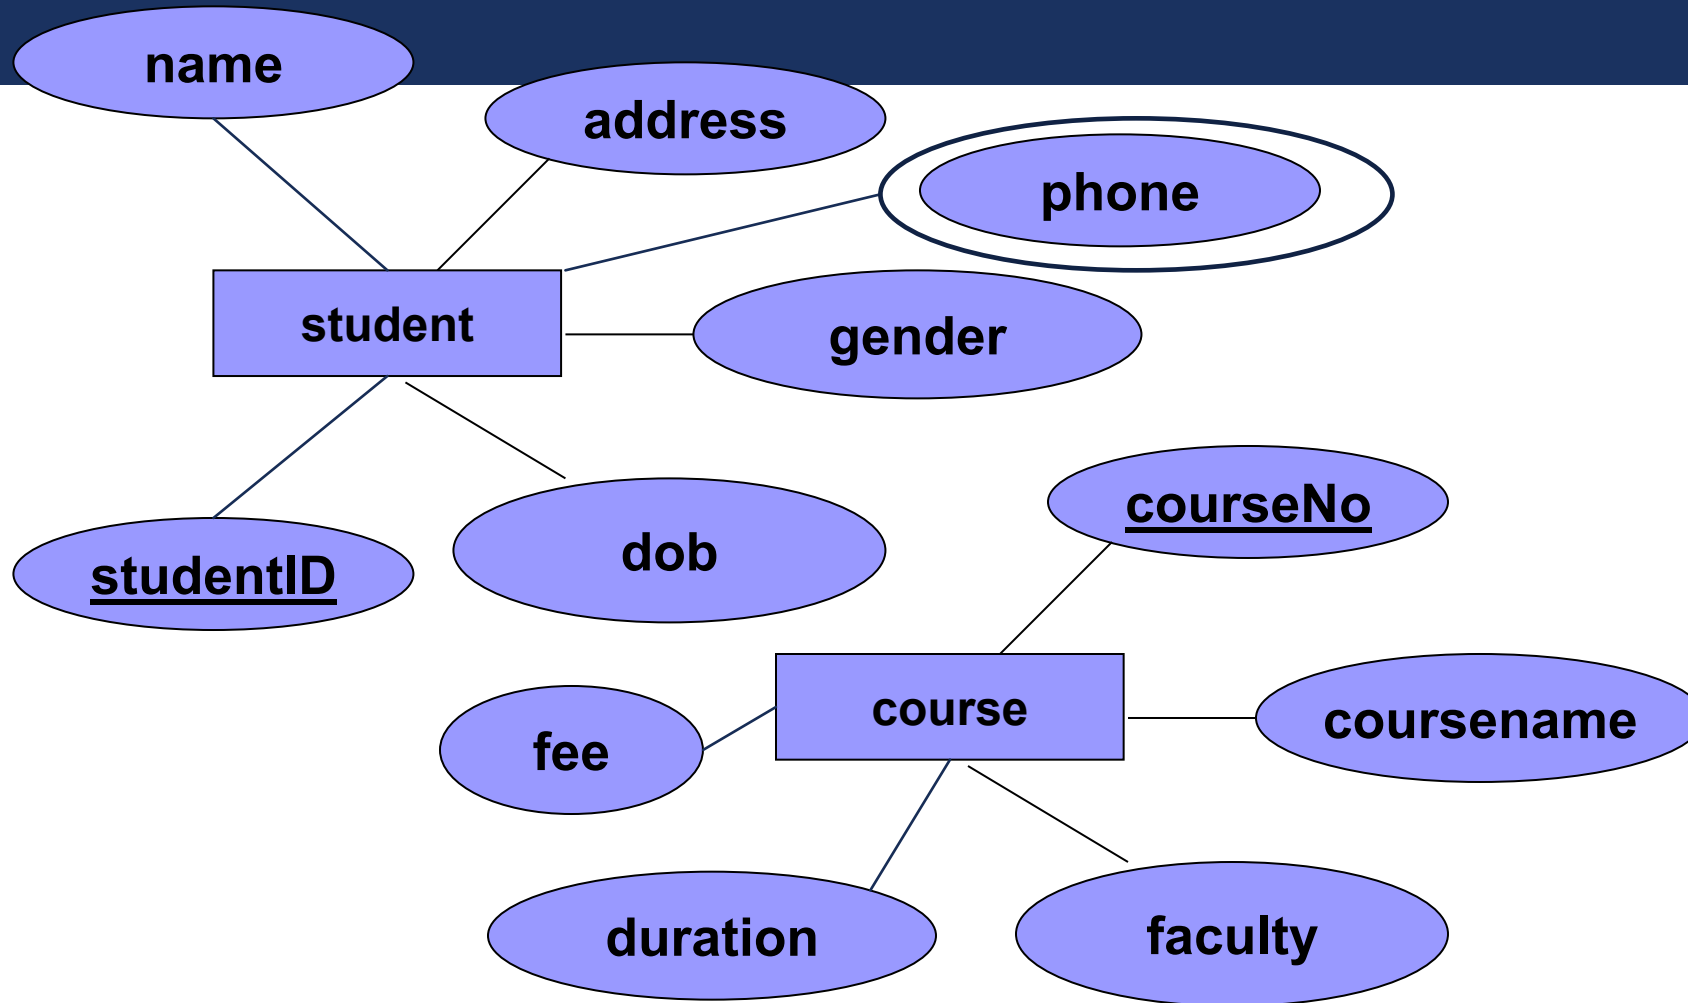 name
address
phone
student
gender
courseNo
dob
studentID
course
coursename
fee
duration
faculty